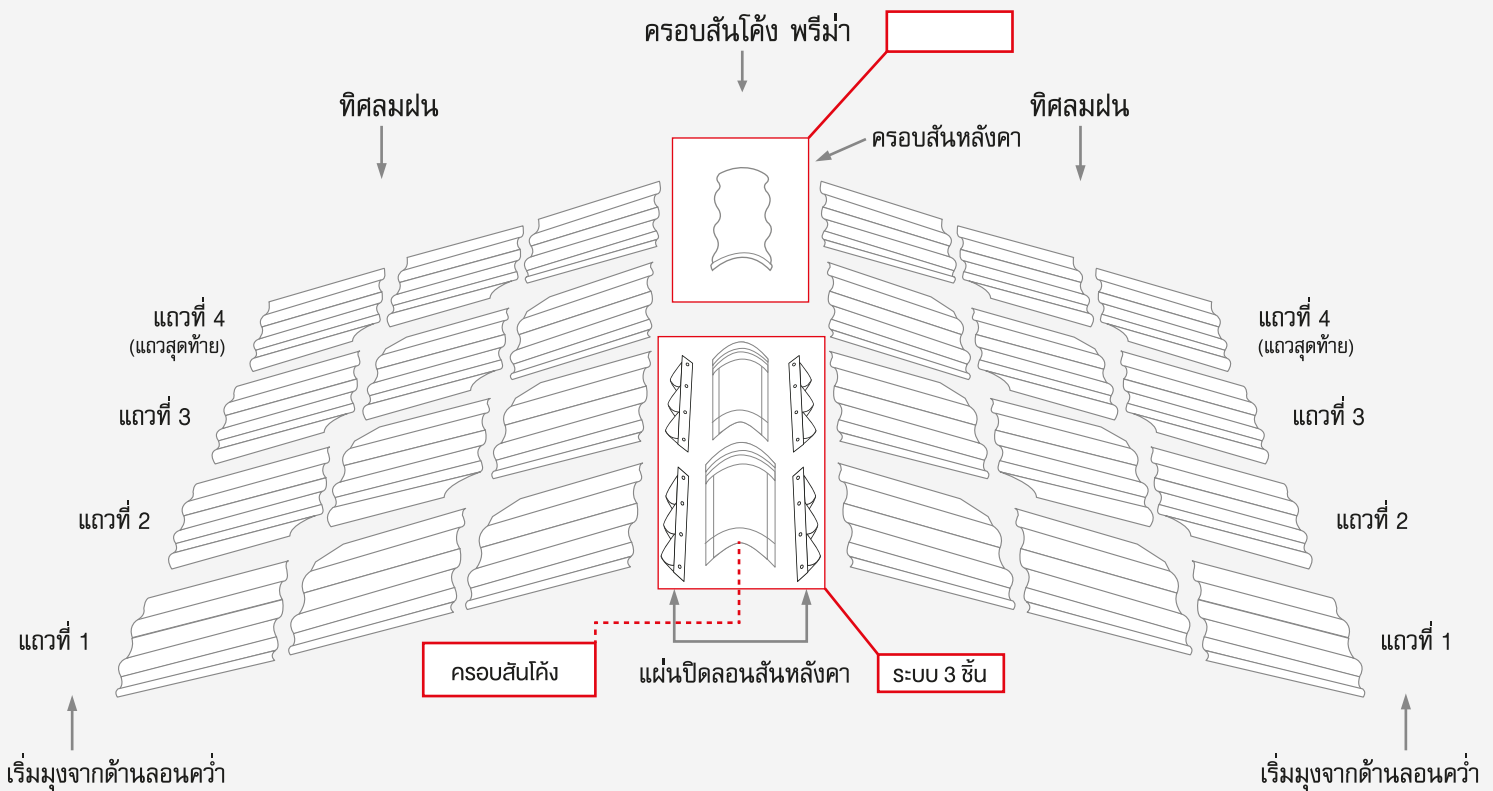 ครอบสันโค้ง พรีม่า
ทิศลมฝน
ทิศลมฝน
ครอบสันหลังคา
แถวที่ 4
(แถวสุดท้าย)
แถวที่ 4
(แถวสุดท้าย)
แถวที่ 3
แถวที่ 3
แถวที่ 2
แถวที่ 2
แถวที่ 1
แถวที่ 1
ครอบสันโค้ง
แผ่นปิดลอนสันหลังคา
ระบบ 3 ชิ้น
เริ่มมุงจากด้านลอนคว่ำ
เริ่มมุงจากด้านลอนคว่ำ